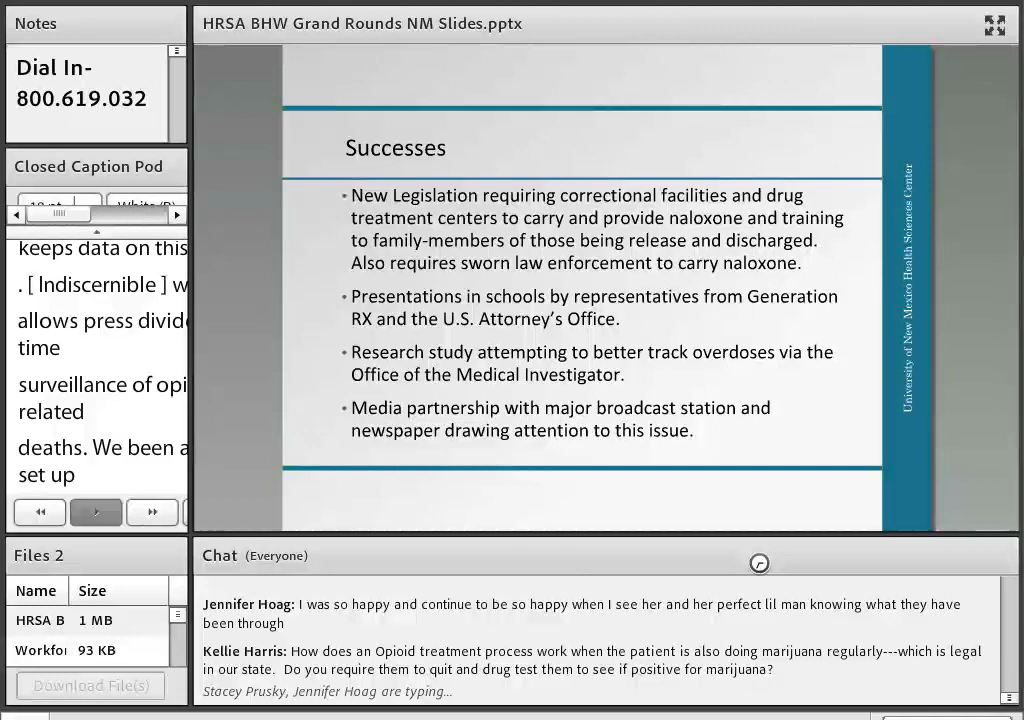 Notes
Dial In-
800.619.032
Closed Caption Pod
keeps data on this
. [ Indiscernible ] w
allows press divid
time
surveillance of opi
related
deaths. We been a
set up
Files 2
Name Size
HRSA B 1 MB
Workfo 93 KB
Download File(s)
HRSA BHW Grand Rounds NM Slides.pptx
Successes
• New Legislation requiring correctional facilities and drug
treatment centers to carry and provide naloxone and training
to family-members of those being release and discharged.
Also requires sworn law enforcement to carry naloxone.
• Presentations in schools by representatives from Generation
RX and the U.S. Attorney's Office.
• Research study attempting to better track overdoses via the
Office of the Medical Investigator.
• Media partnership with major broadcast station and
newspaper drawing attention to this issue.
University of New Mexico Health Sciences Center
Chat (Everyone)
Jennifer Hoag: I was so happy and continue to be so happy when I see her and her perfect lil man knowing what they have
been through
Kellie Harris: How does an Opioid treatment process work when the patient is also doing marijuana regularly---which is legal
in our state. Do you require them to quit and drug test them to see if positive for marijuana?
Stacey Prusky, Jennifer Hoag are typing...